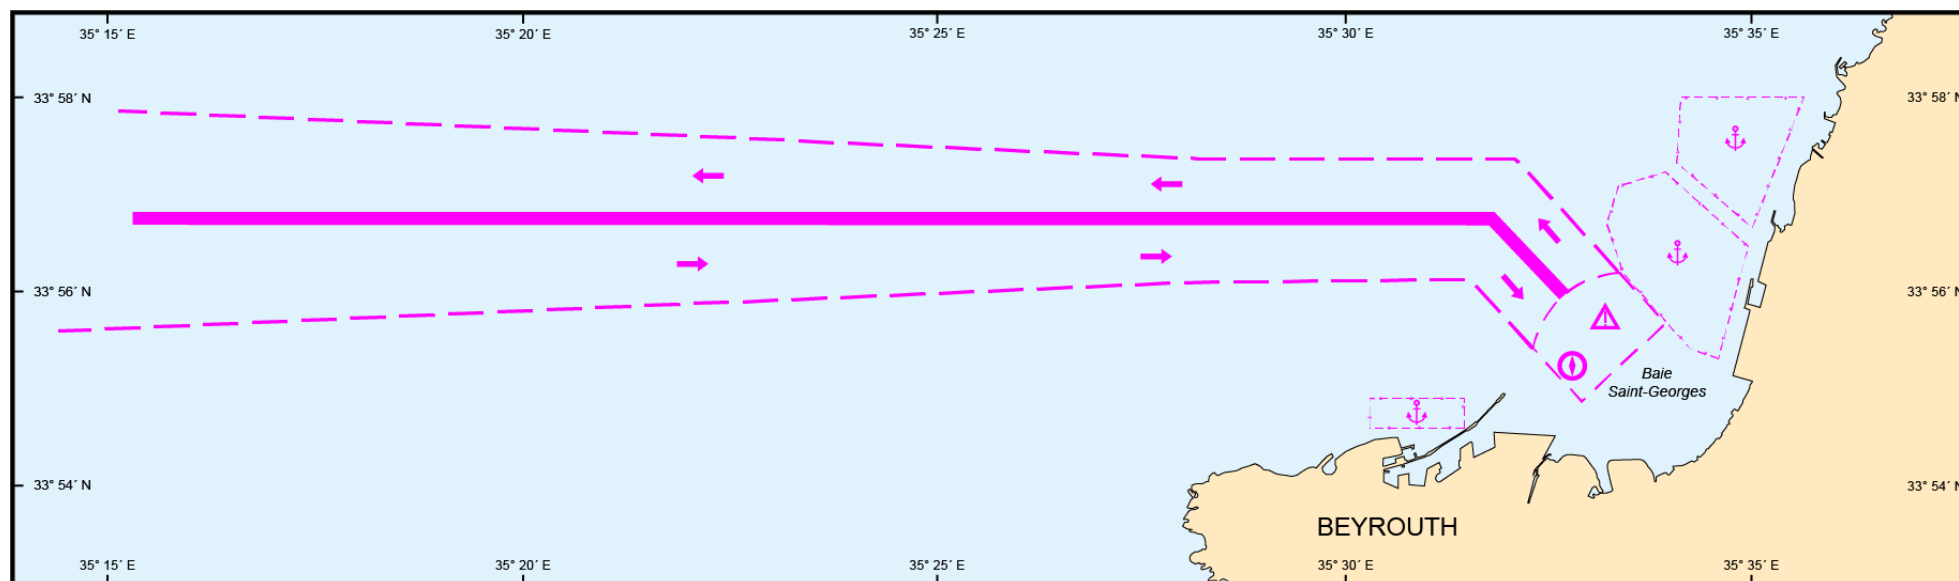 35° 15´ E
35° 20´ E
35° 25´ E
35° 30´ E
35° 35´ E
33° 58´ N
33° 58´ N
33° 56´ N
33° 56´ N
Baie
Saint-Georges
33° 54´ N
33° 54´ N
BEYROUTH
35° 15´ E
35° 20´ E
35° 25´ E
35° 30´ E
35° 35´ E